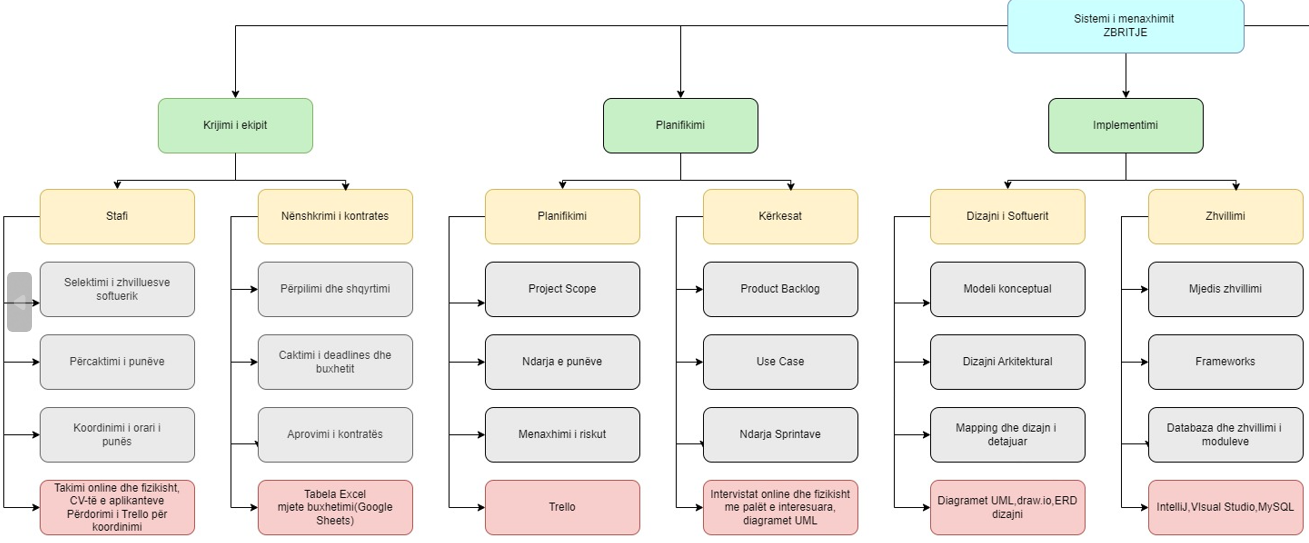 Sistemi i menaxhimit
ZBRITJE
Krijimi i ekipit
Planifikimi
Implementimi
Stafi
Nënshkrimi i kontrates
Planifikimi
Kërkesat
Dizajni i Softuerit
Zhvillimi
Selektimi i zhvilluesve
softuerik
Përpilimi dhe shqyrtimi
Project Scope
Product Backlog
Modeli konceptual
Mjedis zhvillimi
Përcaktimi i punëve
Caktimi i deadlines dhe
buxhetit
Ndarja e punëve
Use Case
Dizajni Arkitektural
Frameworks
Koordinimi i orari i
punës
Aprovimi i kontratës
Menaxhimi i riskut
Ndarja Sprintave
Mapping dhe dizajn i
detajuar
Databaza dhe zhvillimi i
moduleve
Takimi online dhe fizikisht,
CV-të e aplikanteve
Përdorimi i Trello për
koordinimi
Tabela Excel
mjete buxhetimi(Google
Sheets)
Trello
Intervistat online dhe fizikisht
me palët e interesuara,
diagramet UML
Diagramet UML,draw.io,ERD
dizajni
IntelliJ,VIsual Studio,MySQL